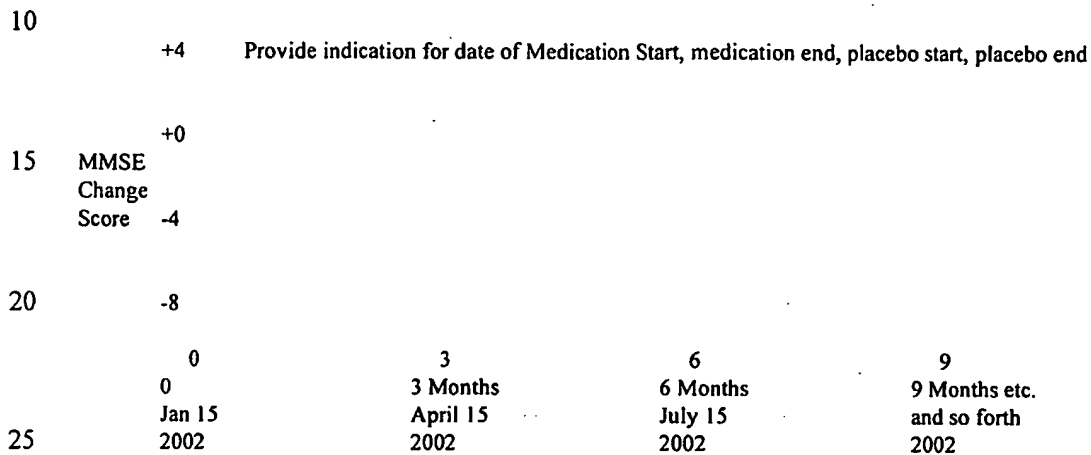 10
+4 Provide indication for date of Medication Start, medication end, placebo start, placebo end
+0
15 MMSE
Change
Score -4
20 -8
0 3 6 9
0 3 Months 6 Months 9 Months etc.
Jan 15 April 15 July 15 and so forth
25 2002 2002 2002 2002